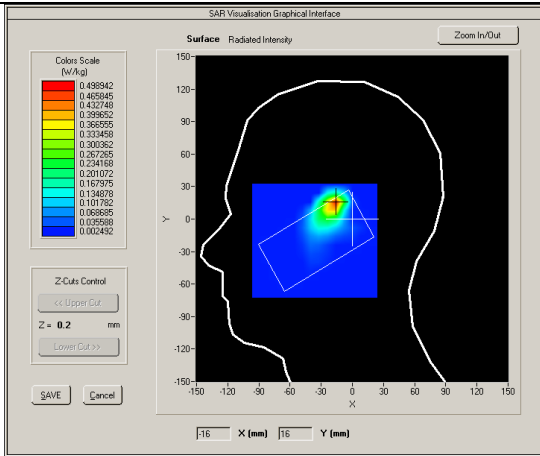 SAR Visualisation Graphical Interface
Surface Radiated Intensity
Zoom In/Out
Colors Scale
(W/kg)
0.498942
0.465845
0.432748
0.399652
0.366555
0.333458
0.300362
0.267265
0.234168
0.201072
0.167975
0.134878
0.101782
0.068685
0.035588
0.002492
Z-Cuts Control
<< Upper Cut
Z = 0.2 mm
Lower Cut >>
SAVE
Cancel
150
120
90
60
30
0
-30
-60
-90
-120
-150
Y
-150 -120 -90 -60 -30 0 30 60 90 120 150
X
-16 X (mm) 16 Y (mm)